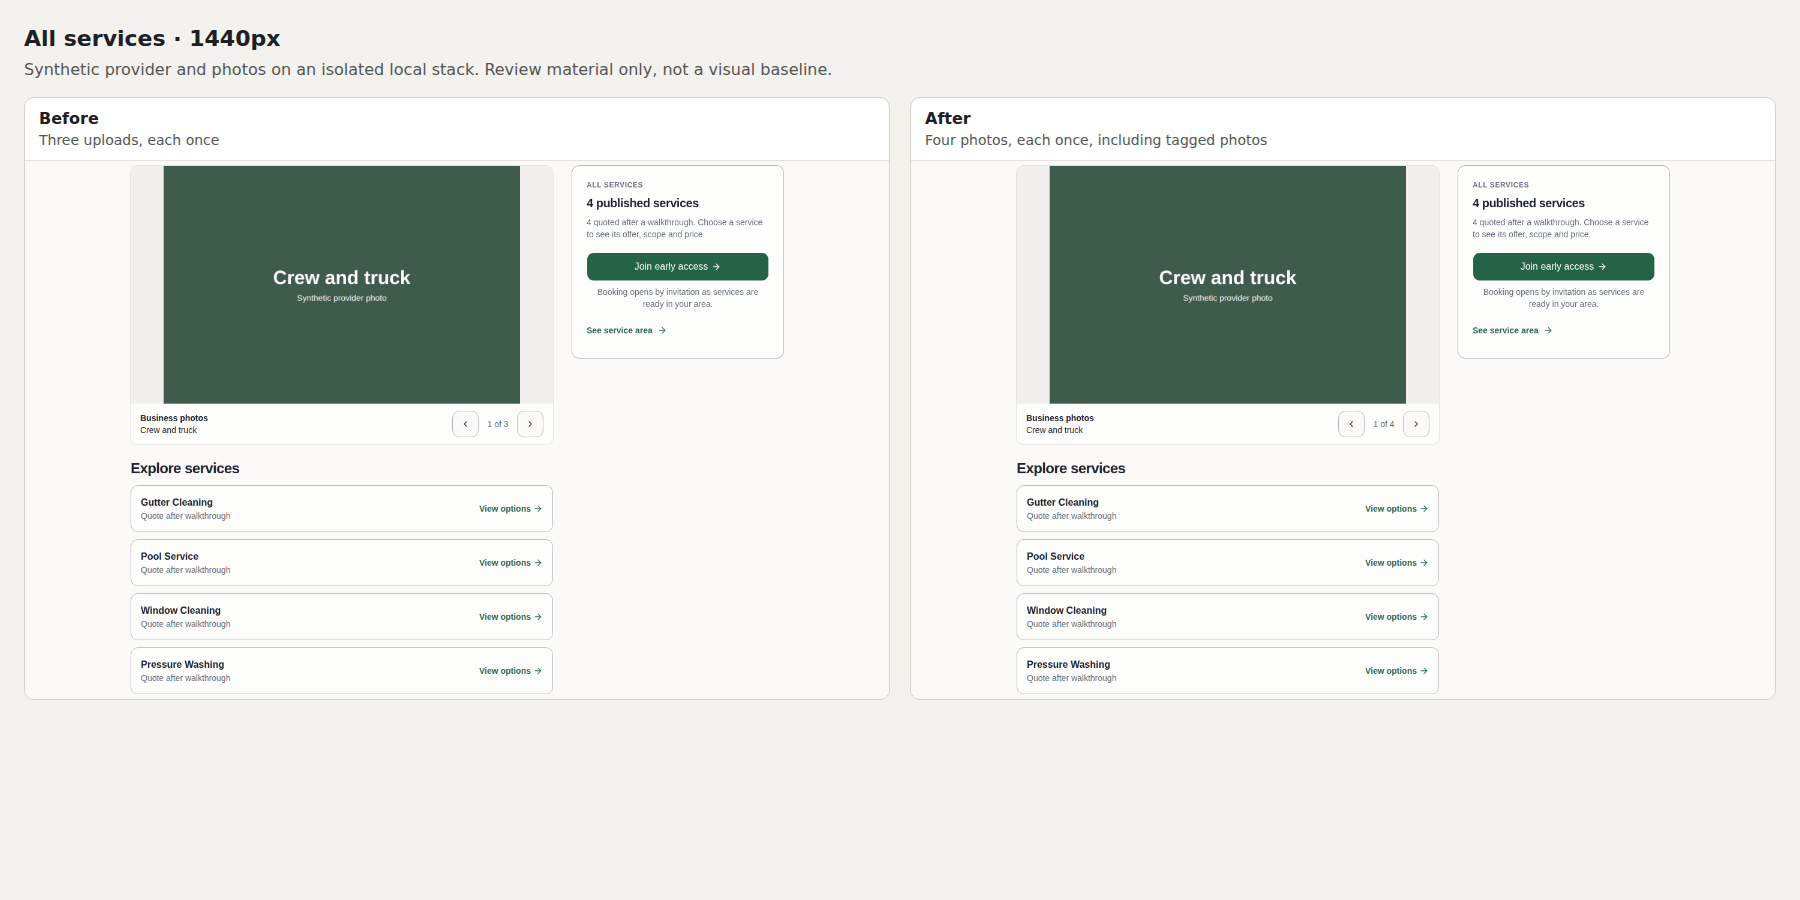 All services · 1440px
Synthetic provider and photos on an isolated local stack. Review material only, not a visual baseline.
Before
Three uploads, each once
Crew and truck
Synthetic provider photo
Business photos
Crew and truck
1 of 3
ALL SERVICES
4 published services
4 quoted after a walkthrough. Choose a service
to see its offer, scope and price.
Join early access →
Booking opens by invitation as services are
ready in your area.
See service area →
Explore services
Gutter Cleaning
Quote after walkthrough
View options →
Pool Service
Quote after walkthrough
View options →
Window Cleaning
Quote after walkthrough
View options →
Pressure Washing
Quote after walkthrough
View options →
After
Four photos, each once, including tagged photos
Crew and truck
Synthetic provider photo
Business photos
Crew and truck
1 of 4
ALL SERVICES
4 published services
4 quoted after a walkthrough. Choose a service
to see its offer, scope and price.
Join early access →
Booking opens by invitation as services are
ready in your area.
See service area →
Explore services
Gutter Cleaning
Quote after walkthrough
View options →
Pool Service
Quote after walkthrough
View options →
Window Cleaning
Quote after walkthrough
View options →
Pressure Washing
Quote after walkthrough
View options →